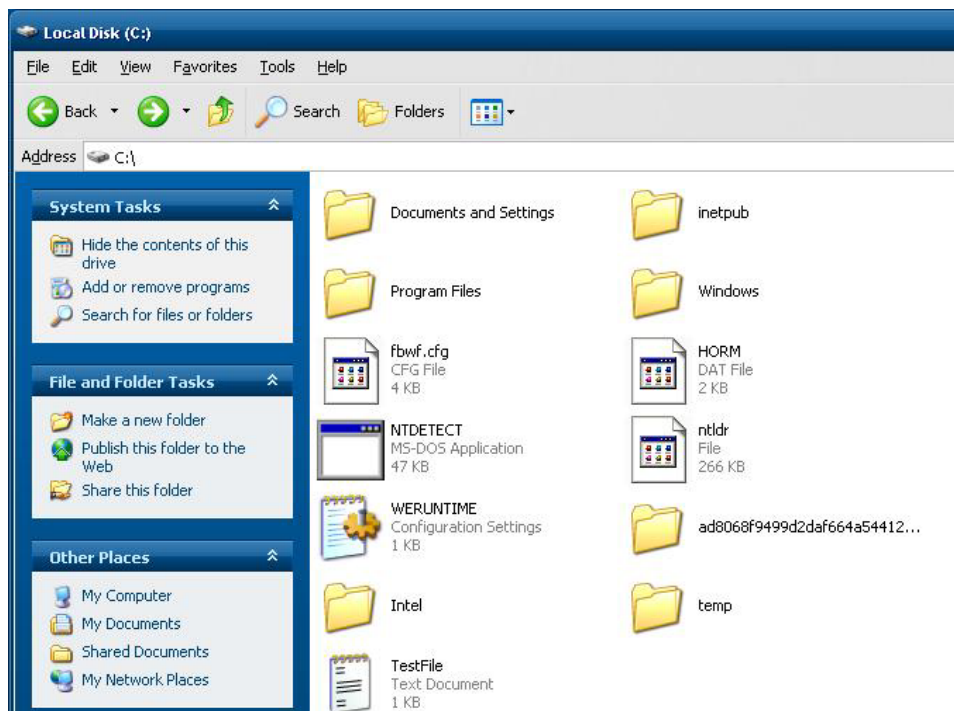 Local Disk (C:)
File Edit View Favorites Tools Help
Back Search Folders
Address C:\
System Tasks
Hide the contents of this
drive
Add or remove programs
Search for files or folders
File and Folder Tasks
Make a new folder
Publish this folder to the
Web
Share this folder
Other Places
My Computer
My Documents
Shared Documents
My Network Places
Documents and Settings
inetpub
Program Files
Windows
fbwf.cfg
CFG File
4 KB
HORM
DAT File
2 KB
NTDETECT
MS-DOS Application
47 KB
ntldr
File
266 KB
WERUNTIME
Configuration Settings
1 KB
ad8068f9499d2daf664a54412...
Intel
temp
TestFile
Text Document
1 KB